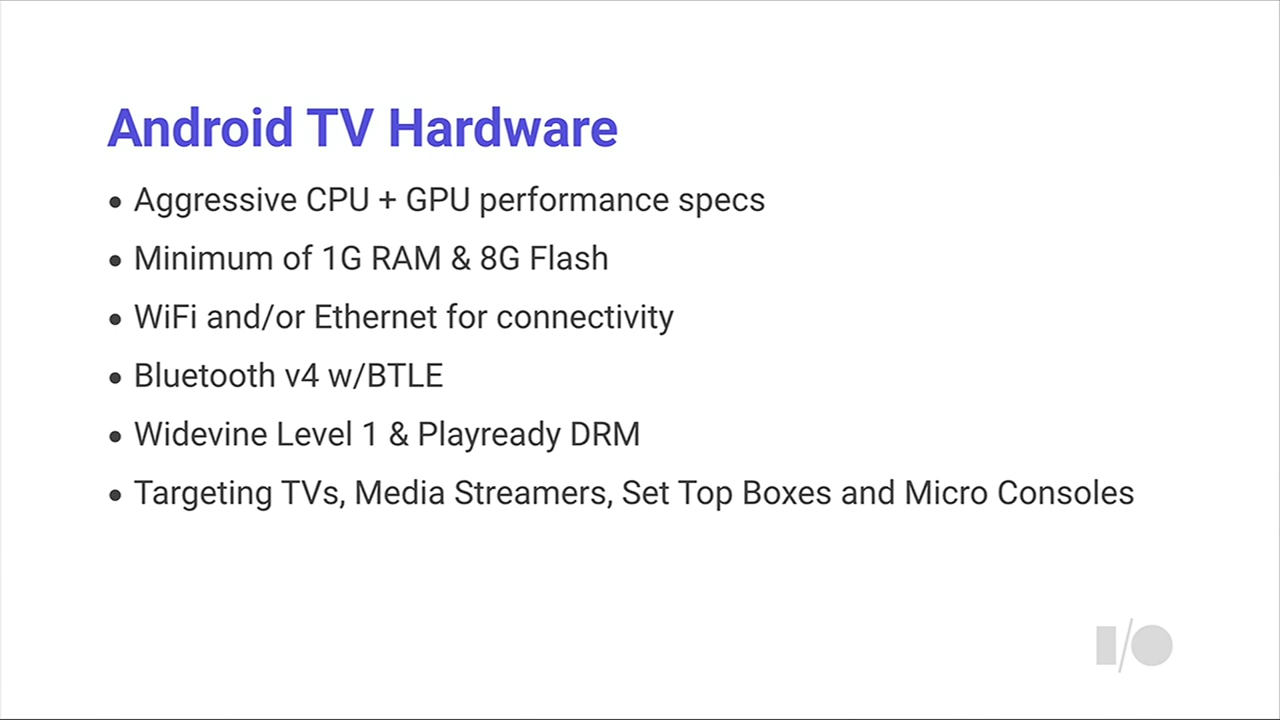 Android TV Hardware
• Aggressive CPU + GPU performance specs
• Minimum of 1G RAM & 8G Flash
• WiFi and/or Ethernet for connectivity
• Bluetooth v4 w/BTLE
• Widevine Level 1 & Playready DRM
• Targeting TVs, Media Streamers, Set Top Boxes and Micro Consoles
I/O